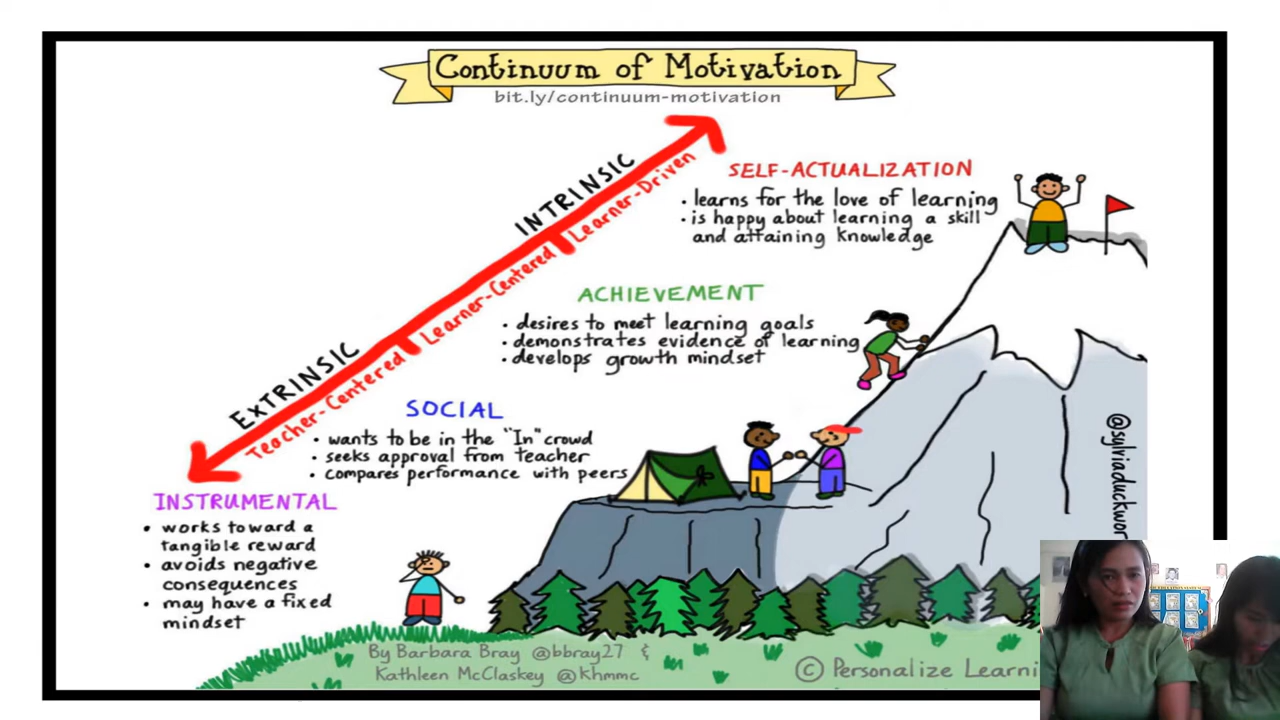 Continuum of Motivation
bit.ly/continuum-motivation
EXTRINSIC
INTRINSIC
Teacher-Centered
Learner-Centered
Learner-Driven
SELF-ACTUALIZATION
• learns for the love of learning
• is happy about learning a skill
and attaining knowledge
ACHIEVEMENT
• desires to meet learning goals
• demonstrates evidence of learning
• develops growth mindset
SOCIAL
• wants to be in the "In" crowd
• seeks approval from teacher
• compares performance with peers
INSTRUMENTAL
• works toward a
tangible reward
• avoids negative
consequences
• may have a fixed
mindset
@sylviaduckwor
By Barbara Bray @bbray27 &
Kathleen McClaskey @khmmc
© Personalize Learni